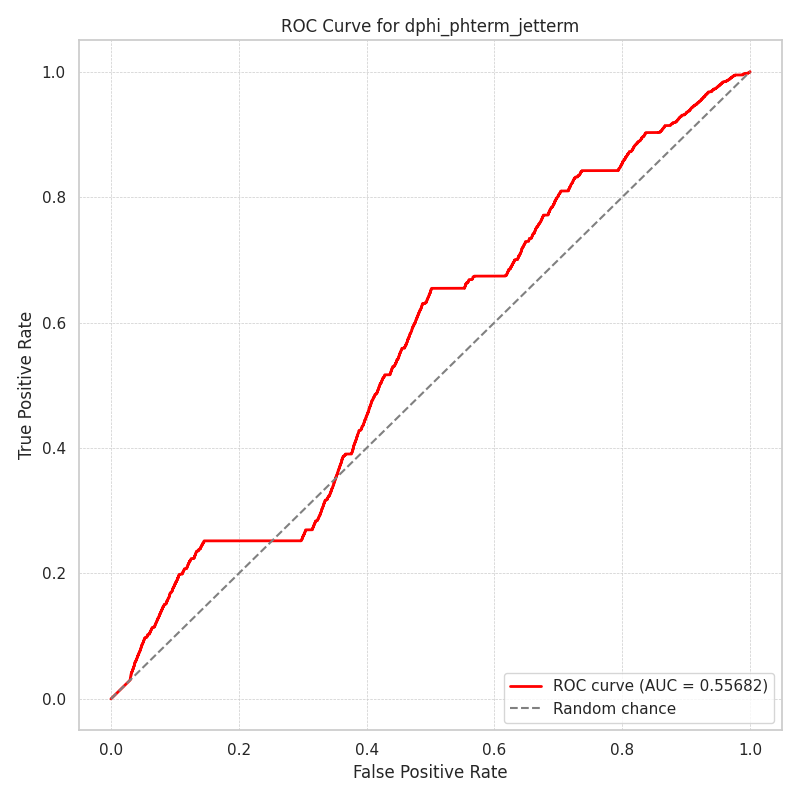 ROC Curve for dphi_phterm_jetterm
True Positive Rate
1.0
0.8
0.6
0.4
0.2
0.0
ROC curve (AUC = 0.55682)
Random chance
0.0 0.2 0.4 0.6 0.8 1.0
False Positive Rate